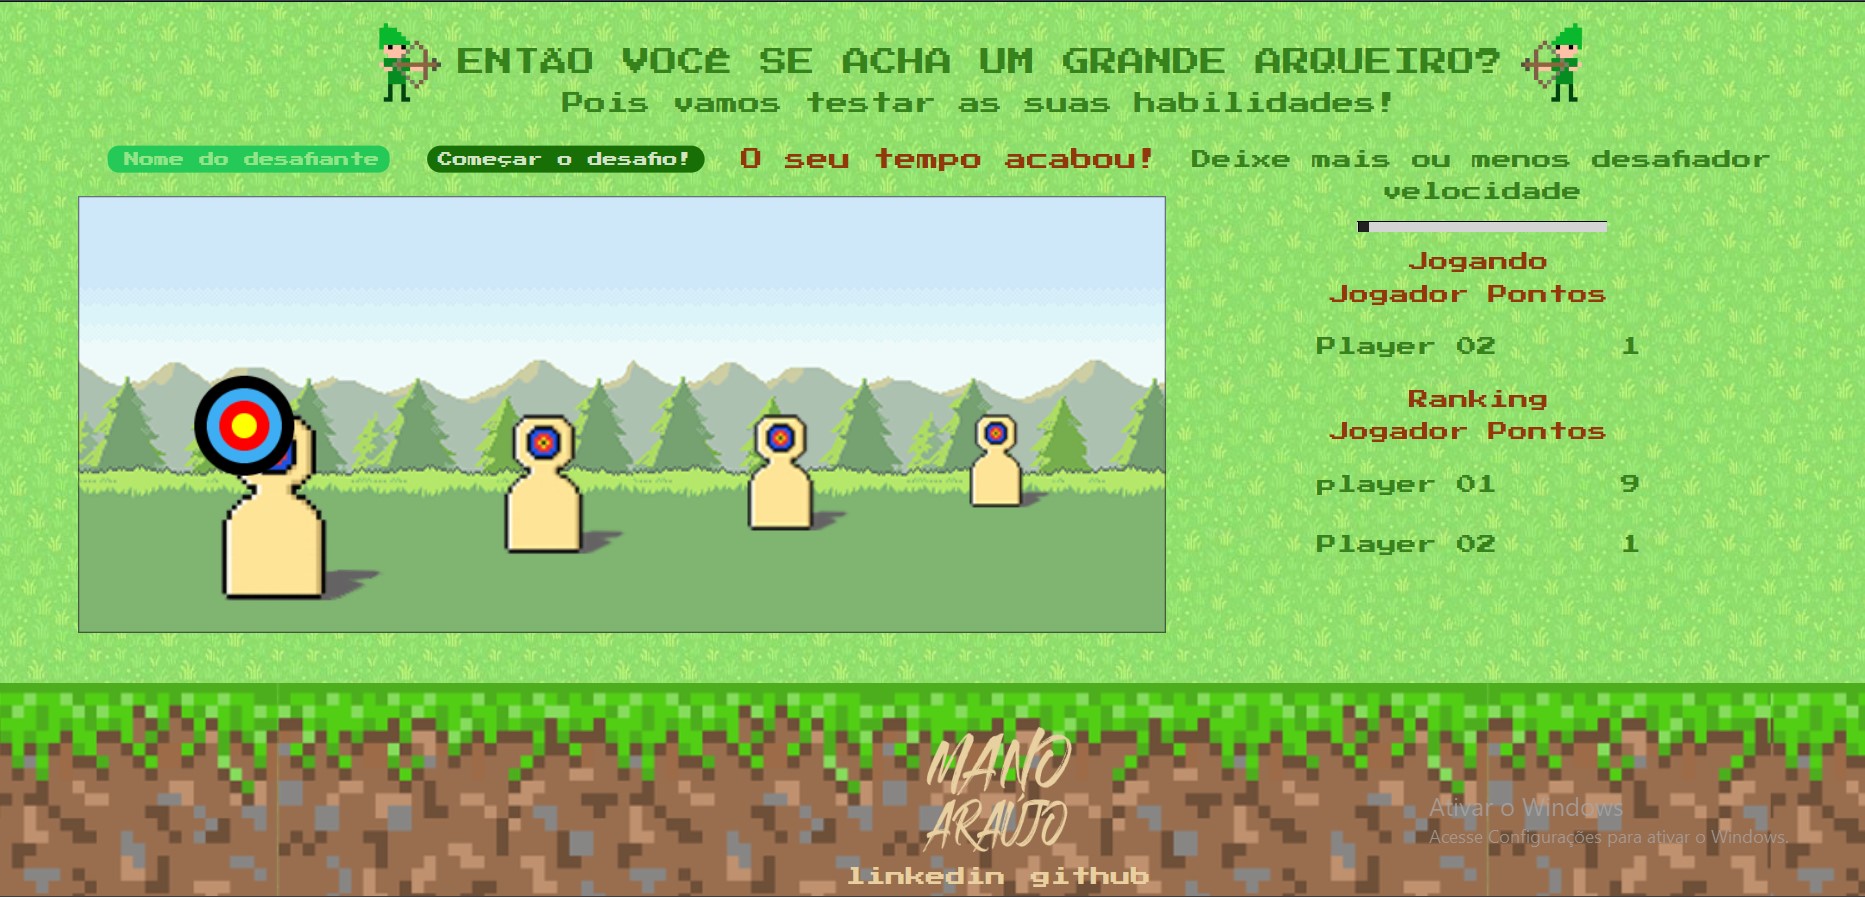 ENTÃO VOCÊ SE ACHA UM GRANDE ARQUEIRO?
Pois vamos testar as suas habilidades!
Nome do desafiante
Começar o desafio!
O seu tempo acabou!
Deixe mais ou menos desafiador
velocidade
Jogando
Jogador Pontos
Player 02 1
Ranking
Jogador Pontos
player 01 9
Player 02 1
MANO
ARAÚJO
linkedin github
Ativar o Windows
Acesse Configurações para ativar o Windows.